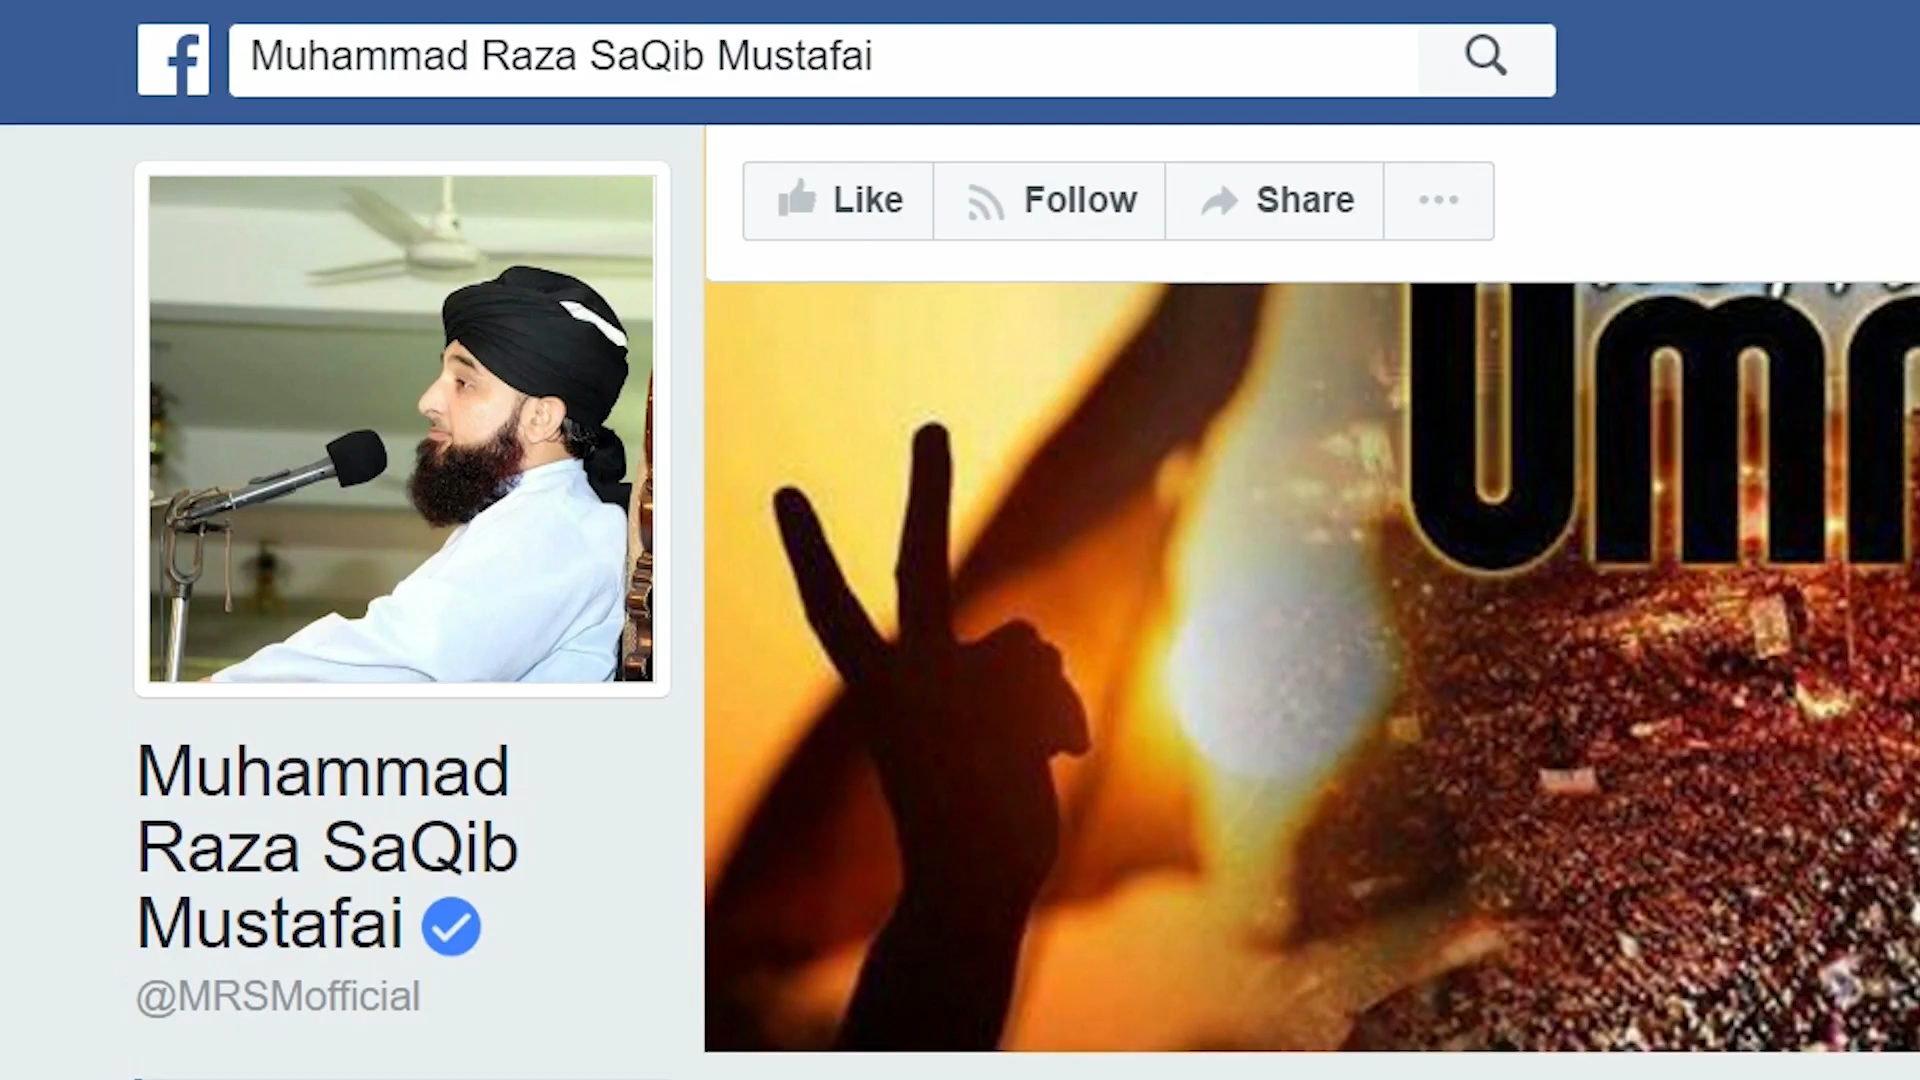 Muhammad Raza SaQib Mustafai
Like
Follow
Share
Muhammad
Raza SaQib
Mustafai
@MRSMofficial